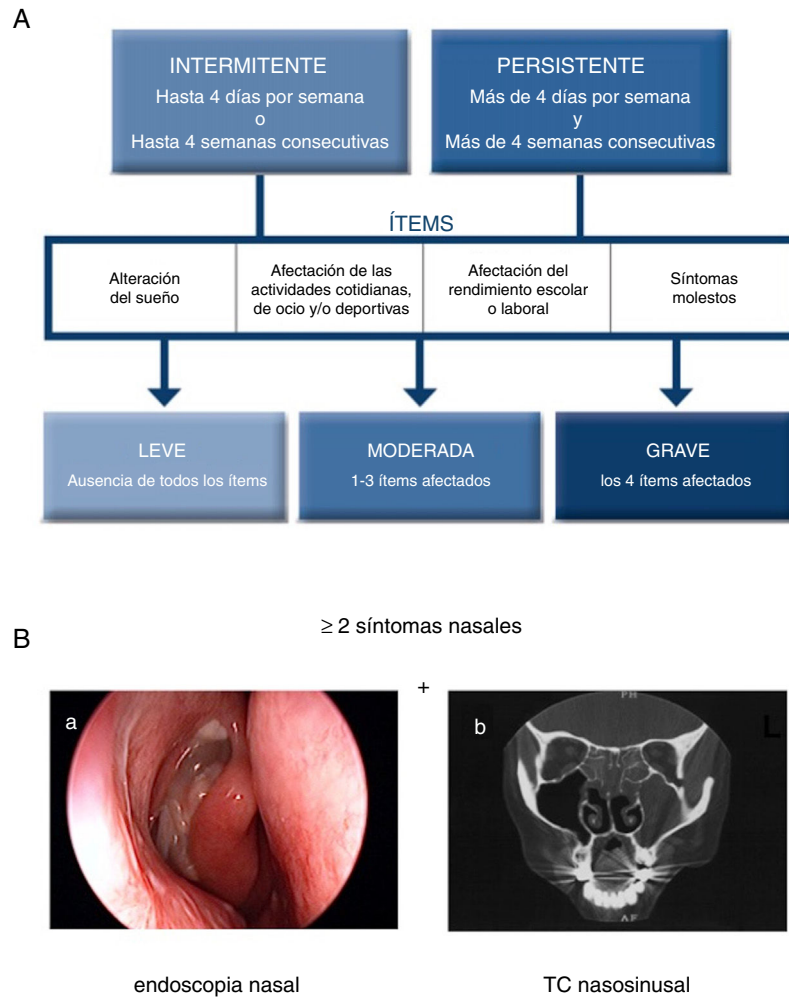 A
INTERMITENTE
Hasta 4 días por semana
o
Hasta 4 semanas consecutivas
PERSISTENTE
Más de 4 días por semana
y
Más de 4 semanas consecutivas
ÍTEMS
Alteración
del sueño
Afectación de las
actividades cotidianas,
de ocio y/o deportivas
Afectación del
rendimiento escolar
o laboral
Síntomas
molestos
LEVE
Ausencia de todos los ítems
MODERADA
1-3 ítems afectados
GRAVE
los 4 ítems afectados
B
≥ 2 síntomas nasales
+
a
b
PH
L
AF
endoscopia nasal
TC nasosinusal